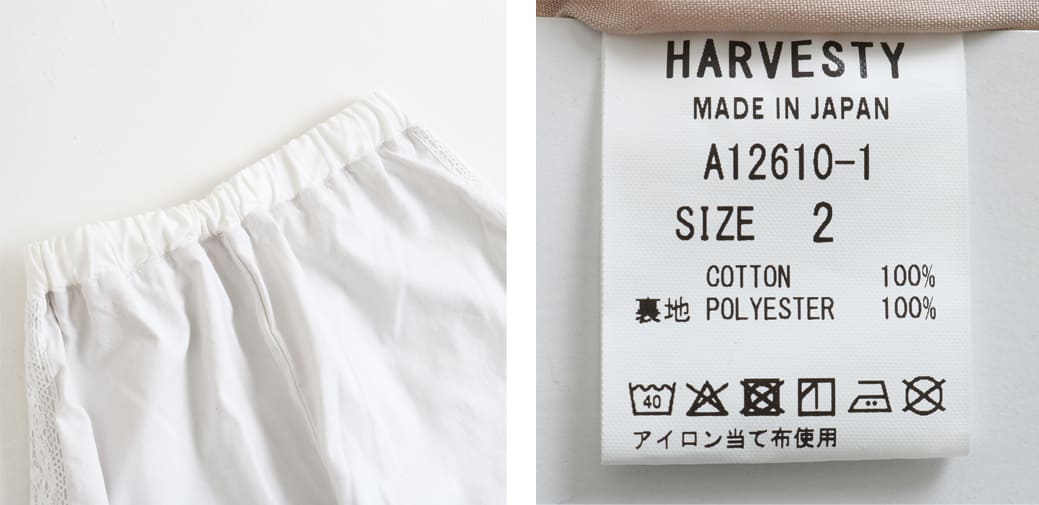 HARVESTY
MADE IN JAPAN
A12610-1
SIZE 2
COTTON 100%
裏地 POLYESTER 100%
40
アイロン当て布使用